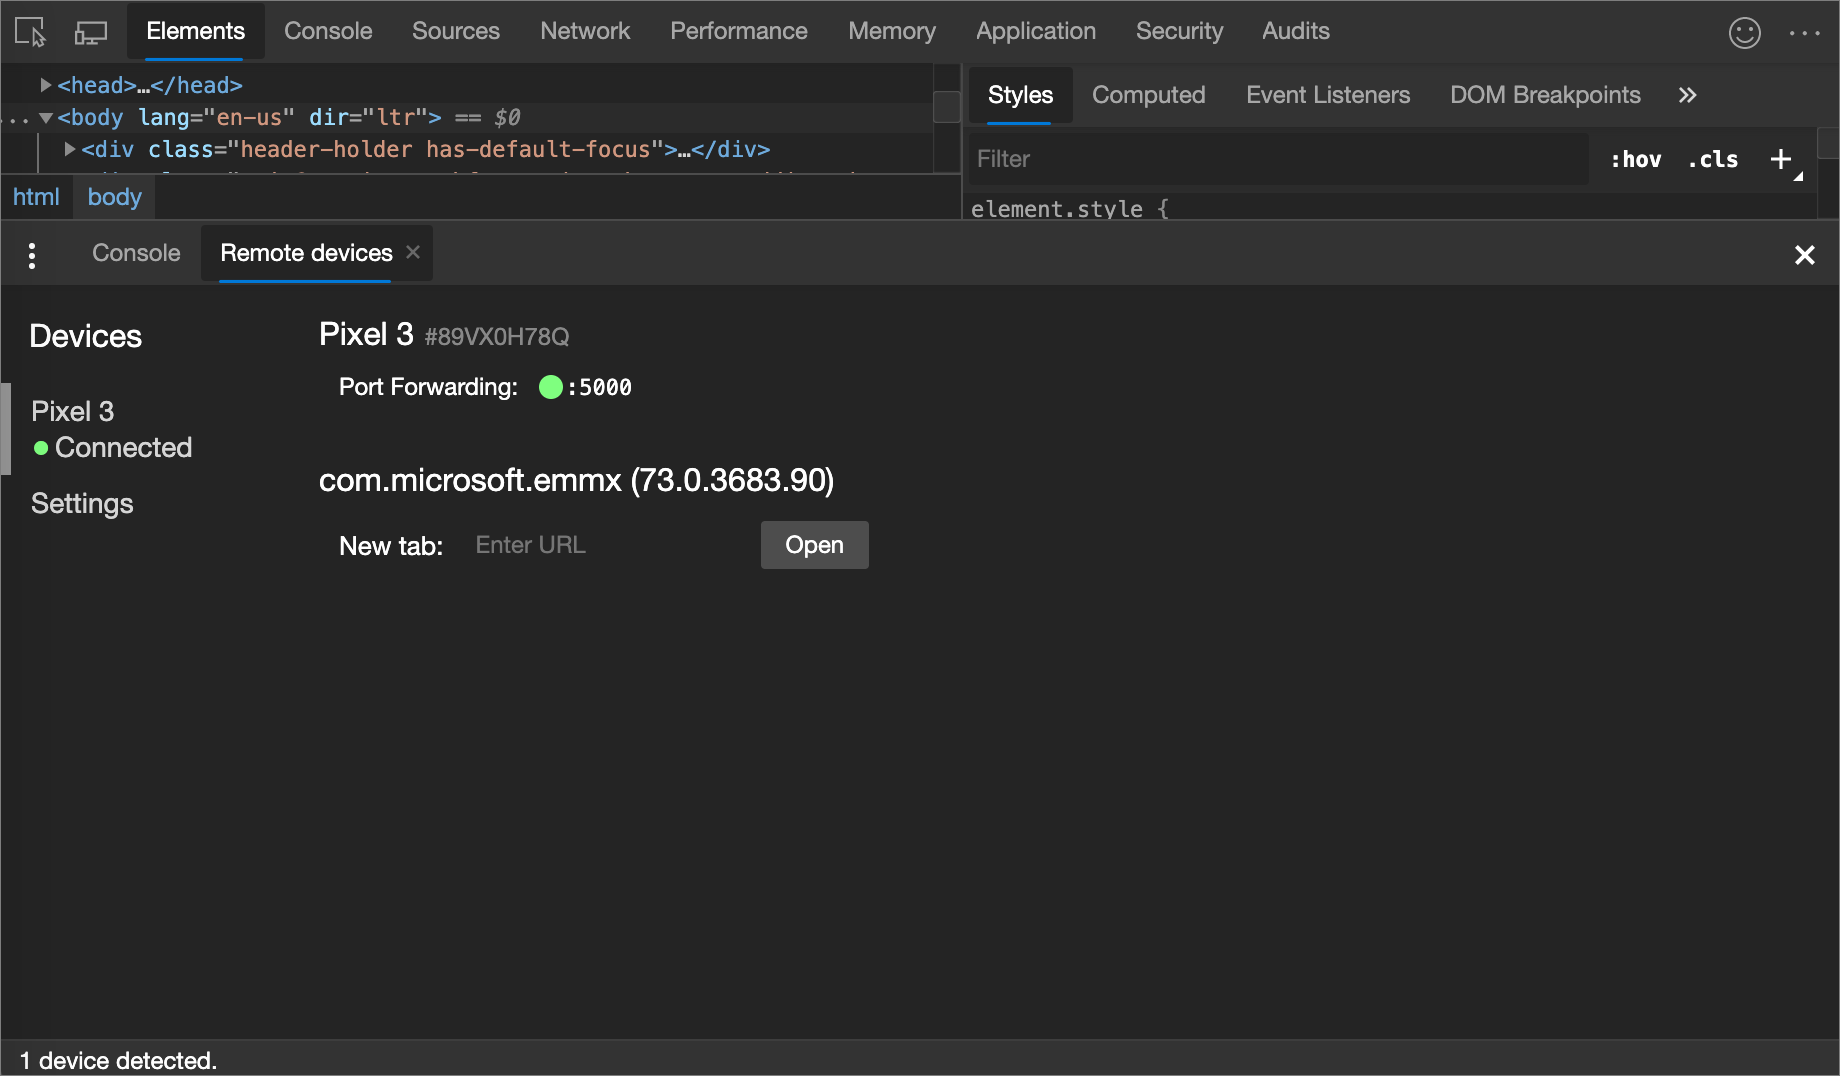 Elements Console Sources Network Performance Memory Application Security Audits
<head>…</head>
... <body lang="en-us" dir="ltr"> == $0
<div class="header-holder has-default-focus">…</div>
html body
Styles Computed Event Listeners DOM Breakpoints »
Filter :hov .cls +
element.style {
Console Remote devices ×
Devices
Pixel 3
Connected
Settings
Pixel 3 #89VX0H78Q
Port Forwarding: :5000
com.microsoft.emmx (73.0.3683.90)
New tab: Enter URL Open
1 device detected.